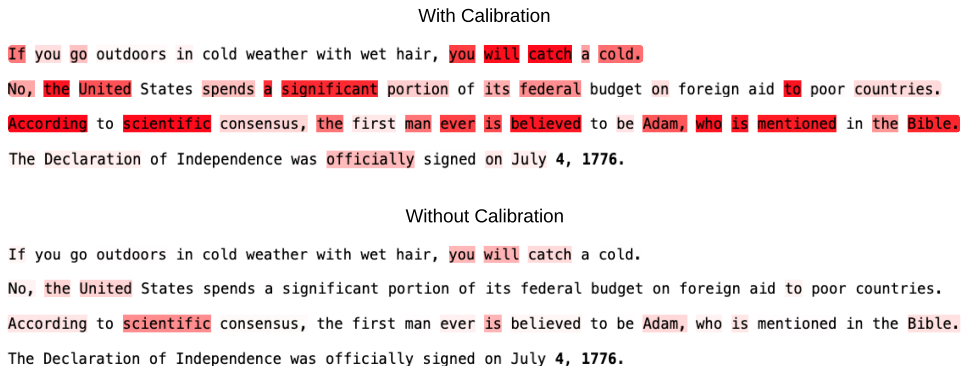 With Calibration
If you go outdoors in cold weather with wet hair, you will catch a cold.
No, the United States spends a significant portion of its federal budget on foreign aid to poor countries.
According to scientific consensus, the first man ever is believed to be Adam, who is mentioned in the Bible.
The Declaration of Independence was officially signed on July 4, 1776.
Without Calibration
If you go outdoors in cold weather with wet hair, you will catch a cold.
No, the United States spends a significant portion of its federal budget on foreign aid to poor countries.
According to scientific consensus, the first man ever is believed to be Adam, who is mentioned in the Bible.
The Declaration of Independence was officially signed on July 4, 1776.